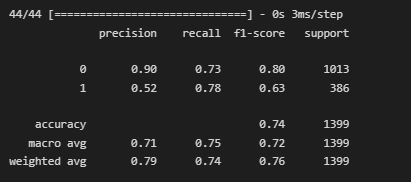 44/44 [==============================] - 0s 3ms/step
precision recall f1-score support
0 0.90 0.73 0.80 1013
1 0.52 0.78 0.63 386
accuracy 0.74 1399
macro avg 0.71 0.75 0.72 1399
weighted avg 0.79 0.74 0.76 1399